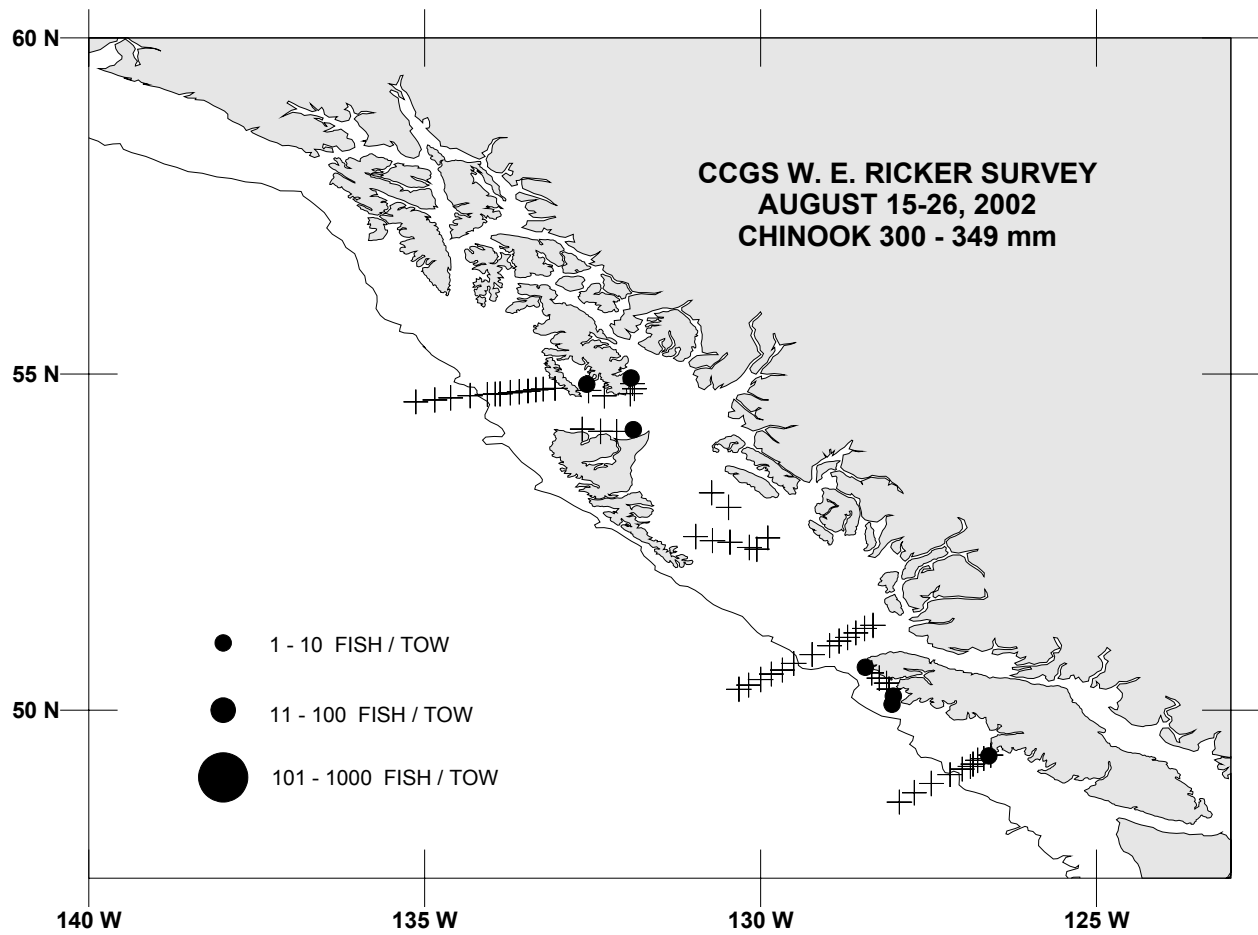 60 N
CCGS W. E. RICKER SURVEY
AUGUST 15-26, 2002
CHINOOK 300 - 349 mm
55 N
1 - 10 FISH / TOW
50 N
11 - 100 FISH / TOW
101 - 1000 FISH / TOW
140 W
135 W
130 W
125 W